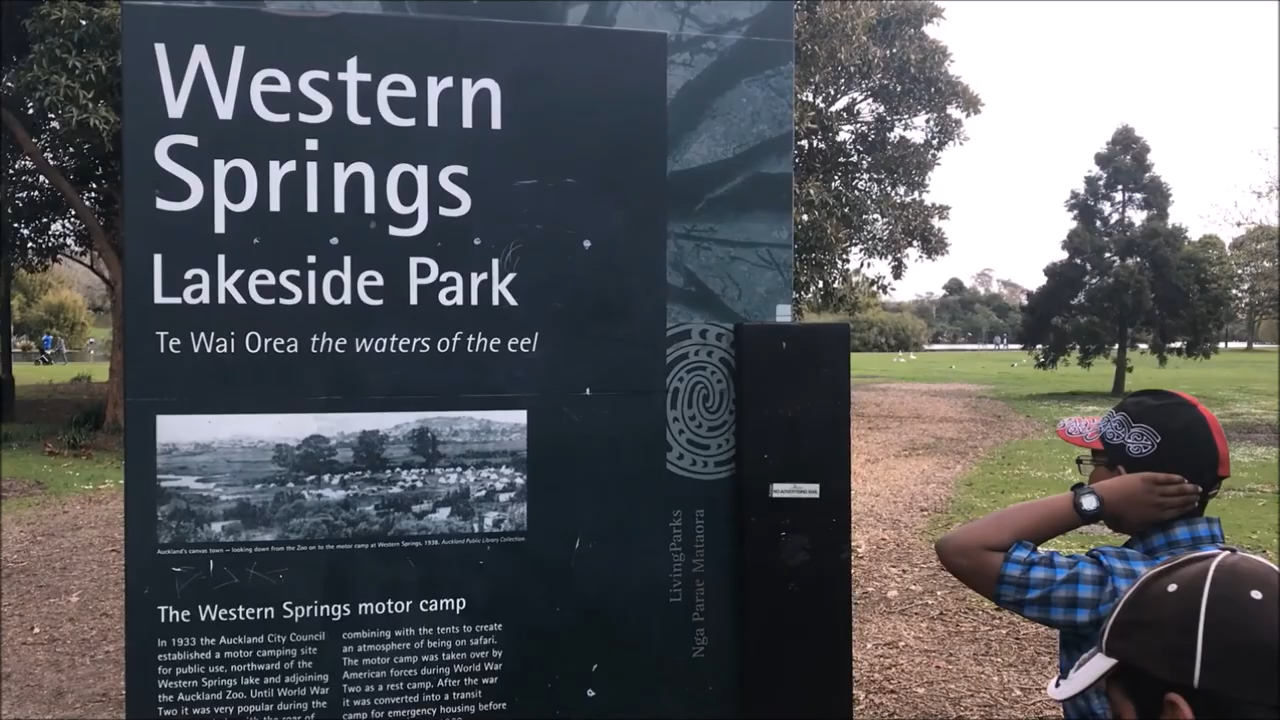 Western
Springs
Lakeside Park
Te Wai Orea the waters of the eel
Auckland's canvas town – looking down from the Zoo on to the motor camp at Western Springs, 1938. Auckland Public Library Collection
The Western Springs motor camp
In 1933 the Auckland City Council
established a motor camping site
for public use, northward of the
Western Springs lake and adjoining
the Auckland Zoo. Until World War
Two it was very popular during the
with the roar of
combining with the tents to create
an atmosphere of being on safari.
The motor camp was taken over by
American forces during World War
Two as a rest camp. After the war
it was converted into a transit
camp for emergency housing before
LivingParks
Nga Parae Mataora